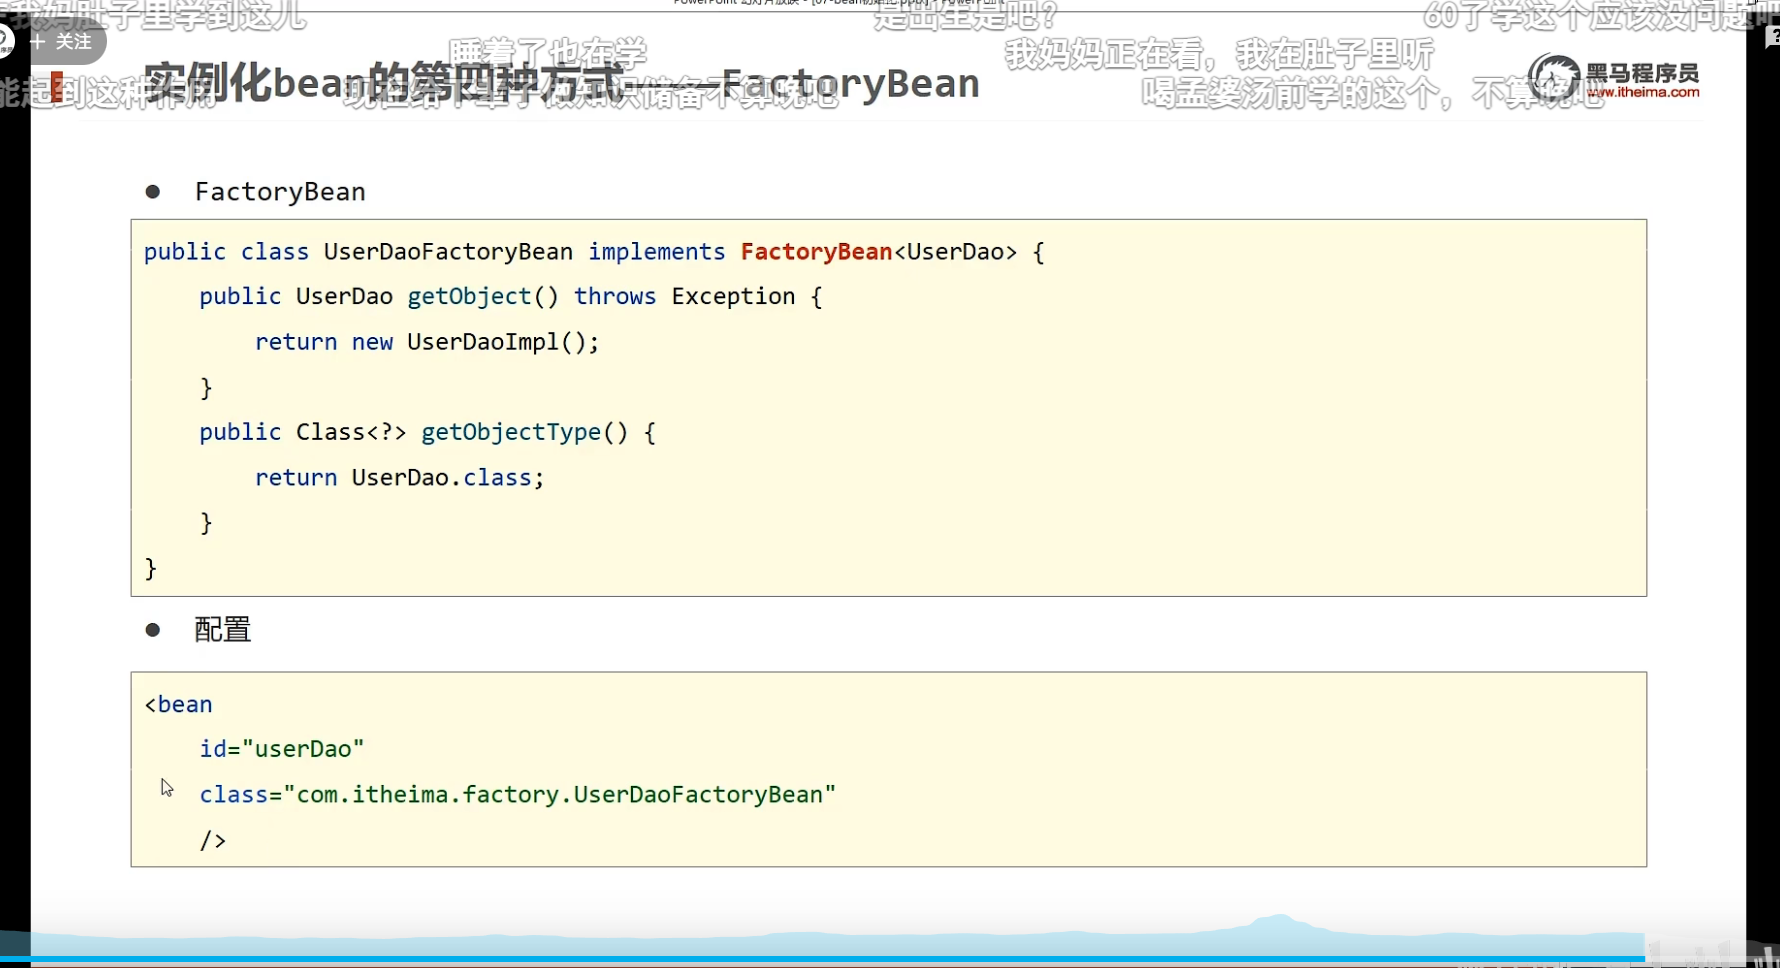 我妈肚子里学到这儿
是出生是吧？
60了学这个应该没问题吧
+ 关注
睡着了也在学
我妈妈正在看，我在肚子里听
能起到这种作用
现在给下辈子做知识储备不算晚吧
喝孟婆汤前学的这个，不算晚吧
实例化bean的第四种方式——FactoryBean
黑马程序员
www.itheima.com
● FactoryBean
public class UserDaoFactoryBean implements FactoryBean<UserDao> {
public UserDao getObject() throws Exception {
return new UserDaoImpl();
}
public Class<?> getObjectType() {
return UserDao.class;
}
}
● 配置
<bean
id="userDao"
class="com.itheima.factory.UserDaoFactoryBean"
/>